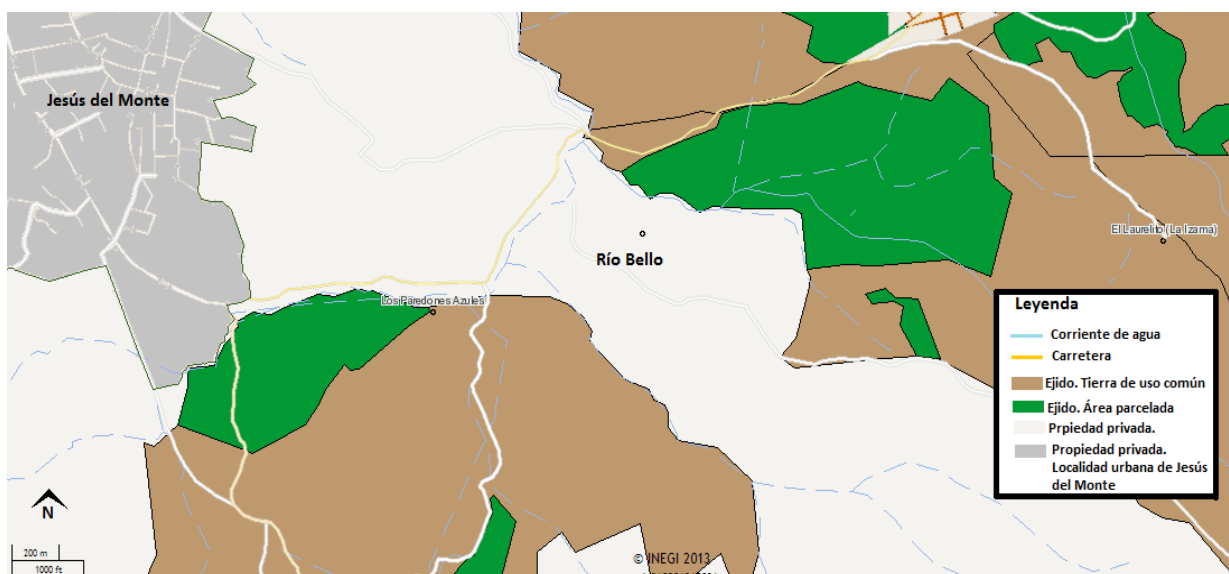 Jesús del Monte
Río Bello
El Laurelito (La Izama)
Los Paredones Azules
Leyenda
Corriente de agua
Carretera
Ejido. Tierra de uso común
Ejido. Área parcelada
Prpiedad privada.
Propiedad privada.
Localidad urbana de Jesús
del Monte
N
200 m
1000 ft
© INEGI 2013